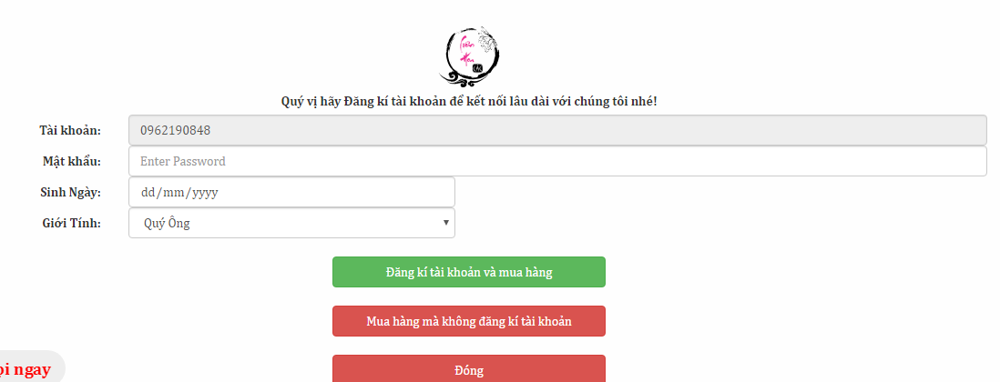 Quý vị hãy Đăng kí tài khoản để kết nối lâu dài với chúng tôi nhé!
Tài khoản: 0962190848
Mật khẩu: Enter Password
Sinh Ngày: dd/mm/yyyy
Giới Tính: Quý Ông
Đăng kí tài khoản và mua hàng
Mua hàng mà không đăng kí tài khoản
Đóng
ngay